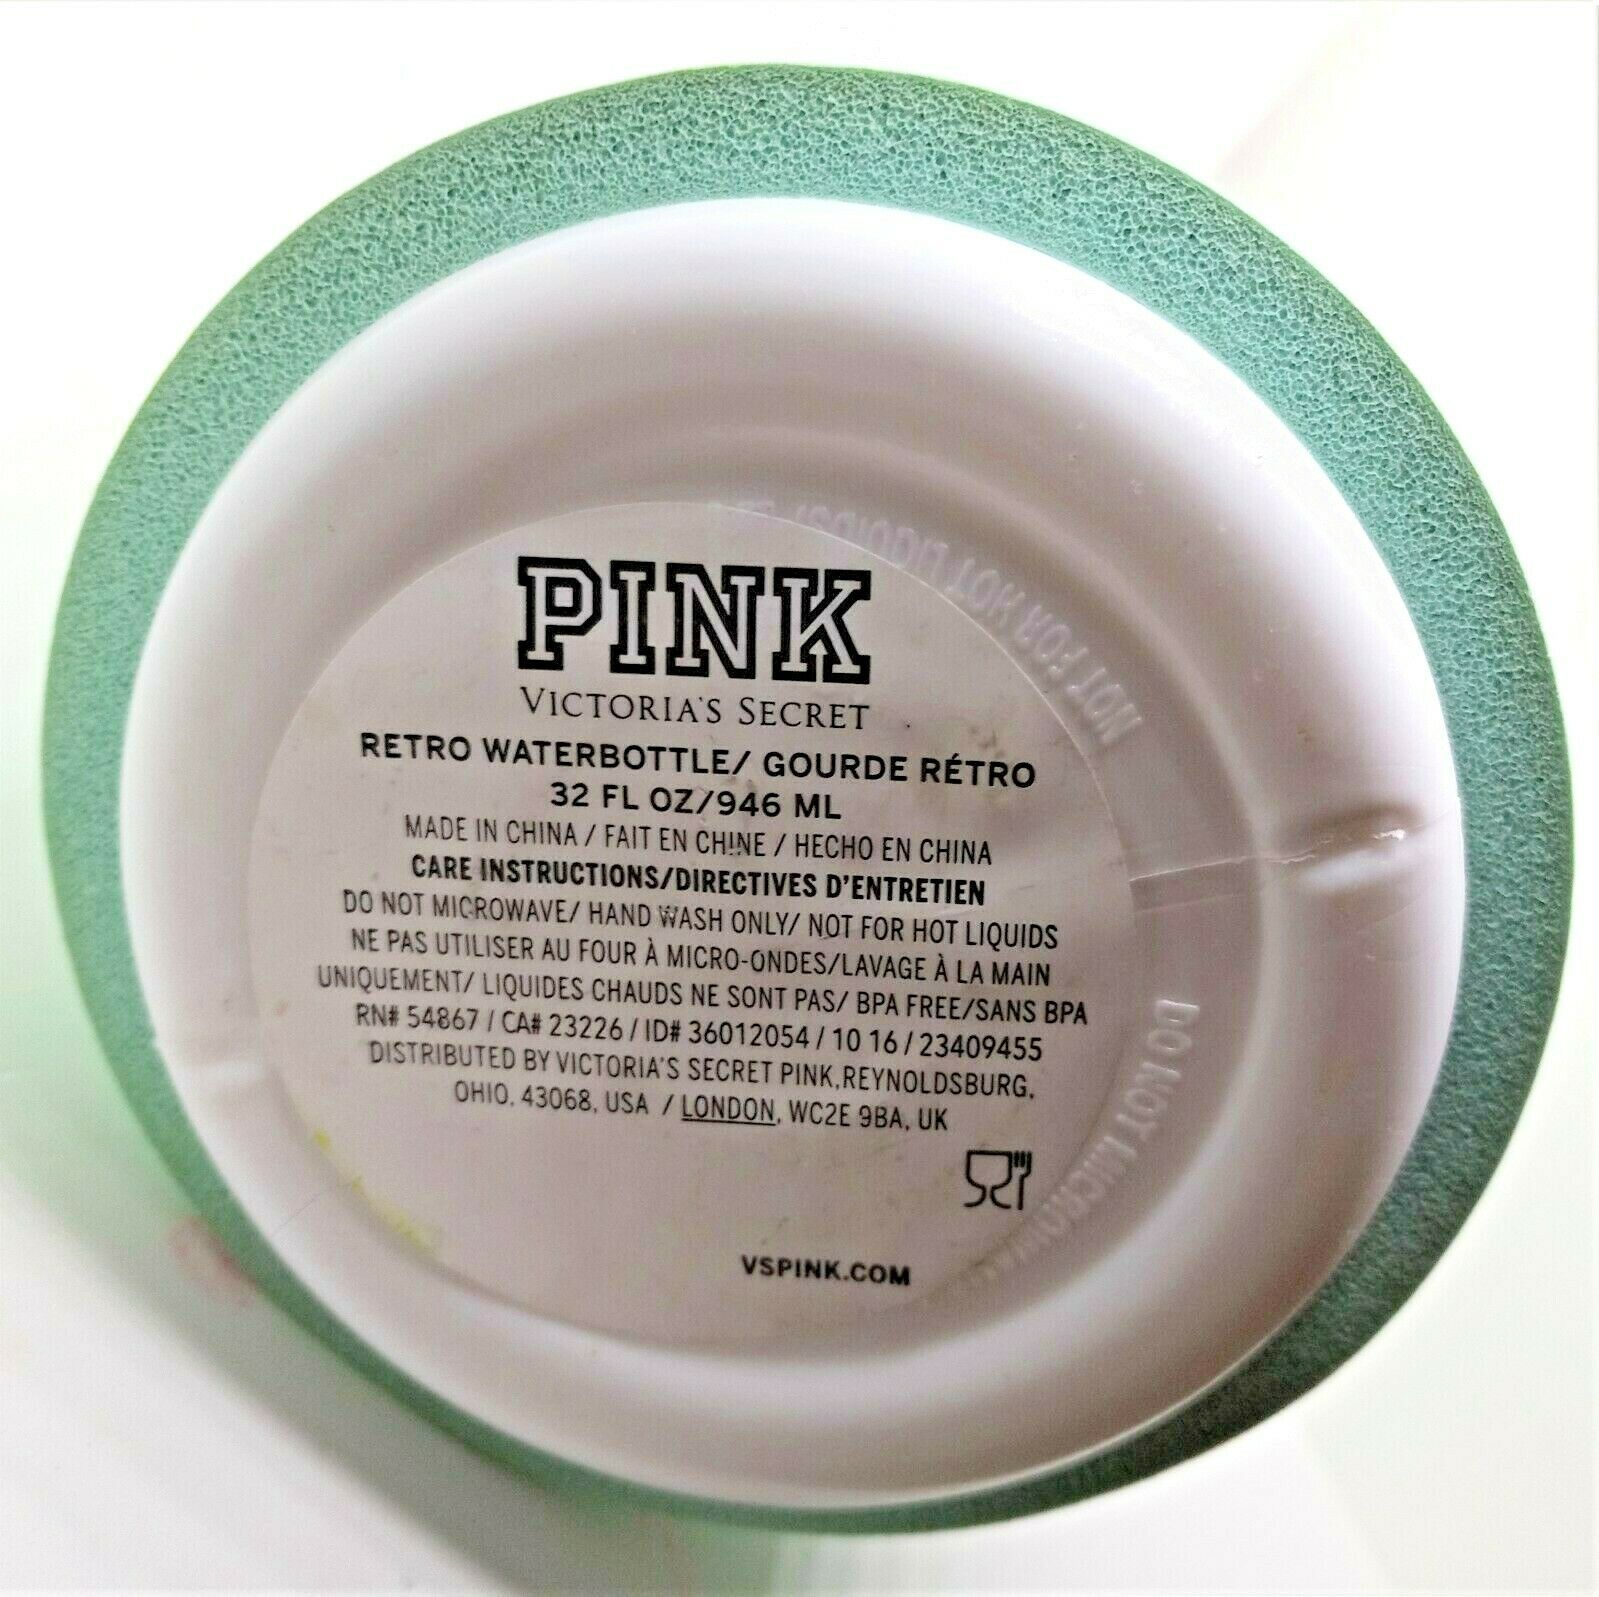 PINK
VICTORIA'S SECRET
RETRO WATERBOTTLE/ GOURDE RÉTRO
32 FL OZ/946 ML
MADE IN CHINA / FAIT EN CHINE / HECHO EN CHINA
CARE INSTRUCTIONS/DIRECTIVES D'ENTRETIEN
DO NOT MICROWAVE/ HAND WASH ONLY/ NOT FOR HOT LIQUIDS
NE PAS UTILISER AU FOUR À MICRO-ONDES/LAVAGE À LA MAIN
UNIQUEMENT/ LIQUIDES CHAUDS NE SONT PAS/ BPA FREE/SANS BPA
RN# 54867 / CA# 23226 / ID# 36012054 / 10 16 / 23409455
DISTRIBUTED BY VICTORIA'S SECRET PINK,REYNOLDSBURG,
OHIO, 43068, USA / LONDON, WC2E 9BA, UK
VSPINK.COM
NOT FOR HOT LIQUIDS!
DO NOT